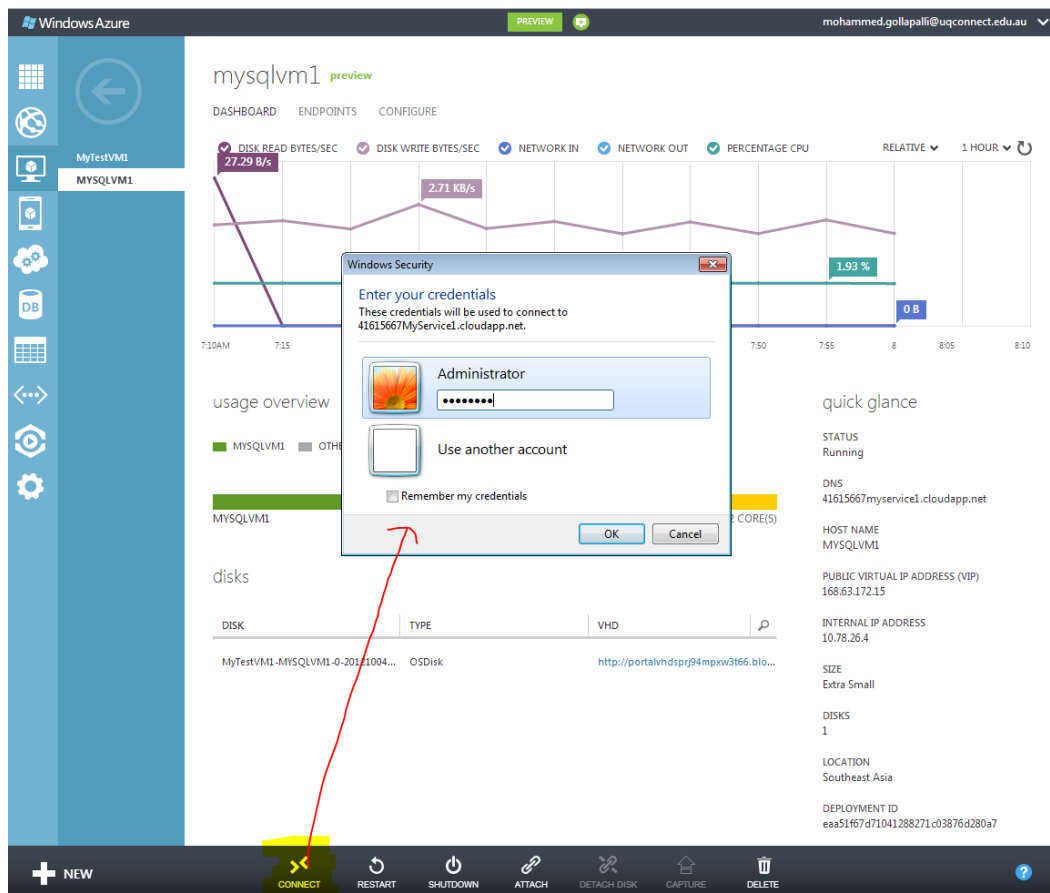 Windows Azure
PREVIEW
mohammed.gollapalli@uqconnect.edu.au
MyTestVM1
MYSQLVM1
mysqlvm1 preview
DASHBOARD ENDPOINTS CONFIGURE
DISK READ BYTES/SEC DISK WRITE BYTES/SEC NETWORK IN NETWORK OUT PERCENTAGE CPU RELATIVE 1 HOUR
27.29 B/s
2.71 KB/s
1.93 %
0 B
7:10AM 7:15 7:50 7:55 8 8:05 8:10
Windows Security
Enter your credentials
These credentials will be used to connect to
41615667MyService1.cloudapp.net.
Administrator
••••••••
Use another account
Remember my credentials
OK Cancel
usage overview
MYSQLVM1 OTHE
MYSQLVM1 2 CORE(S)
disks
DISK TYPE VHD
MyTestVM1-MYSQLVM1-0-20121004... OSDisk http://portalvhdsprj94mpxw3t66.blo...
quick glance
STATUS
Running
DNS
41615667myservice1.cloudapp.net
HOST NAME
MYSQLVM1
PUBLIC VIRTUAL IP ADDRESS (VIP)
168.63.172.15
INTERNAL IP ADDRESS
10.78.26.4
SIZE
Extra Small
DISKS
1
LOCATION
Southeast Asia
DEPLOYMENT ID
eaa51f67d71041288271c03876d280a7
DB
NEW CONNECT RESTART SHUTDOWN ATTACH DETACH DISK CAPTURE DELETE ?